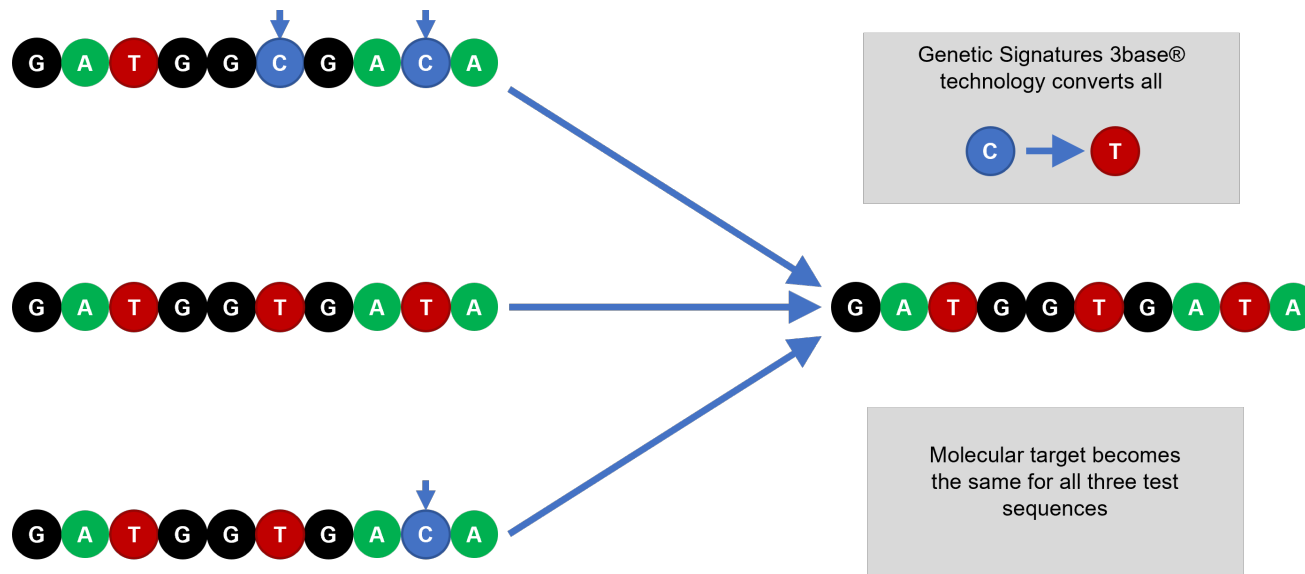 G A T G G C G A C A
Genetic Signatures 3base®
technology converts all
C T
G A T G G T G A T A
G A T G G T G A T A
Molecular target becomes
the same for all three test
sequences
G A T G G T G A C A